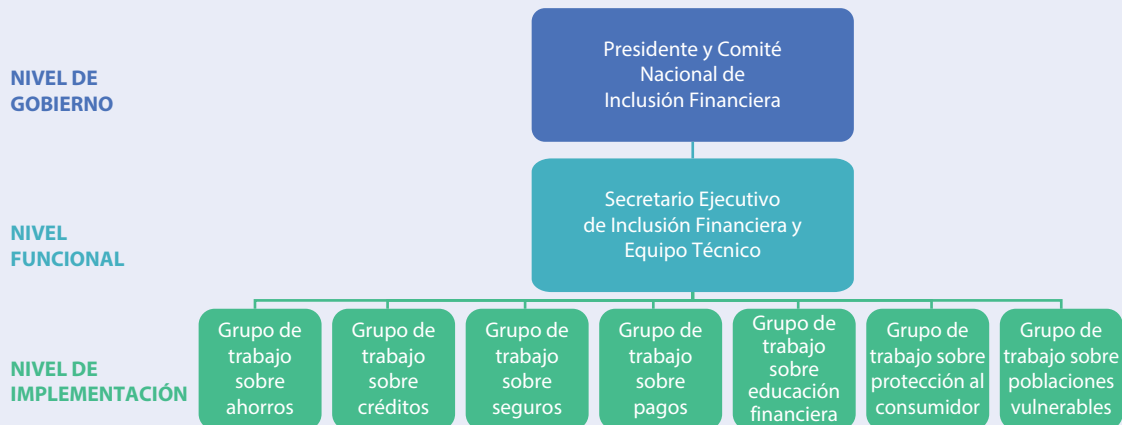 NIVEL DE
GOBIERNO
Presidente y Comité
Nacional de
Inclusión Financiera
NIVEL
FUNCIONAL
Secretario Ejecutivo
de Inclusión Financiera y
Equipo Técnico
NIVEL DE
IMPLEMENTACIÓN
Grupo de
trabajo
sobre
ahorros
Grupo de
trabajo
sobre
créditos
Grupo de
trabajo
sobre
seguros
Grupo de
trabajo
sobre
pagos
Grupo de
trabajo
sobre
educación
financiera
Grupo de
trabajo sobre
protección al
consumidor
Grupo de
trabajo sobre
poblaciones
vulnerables